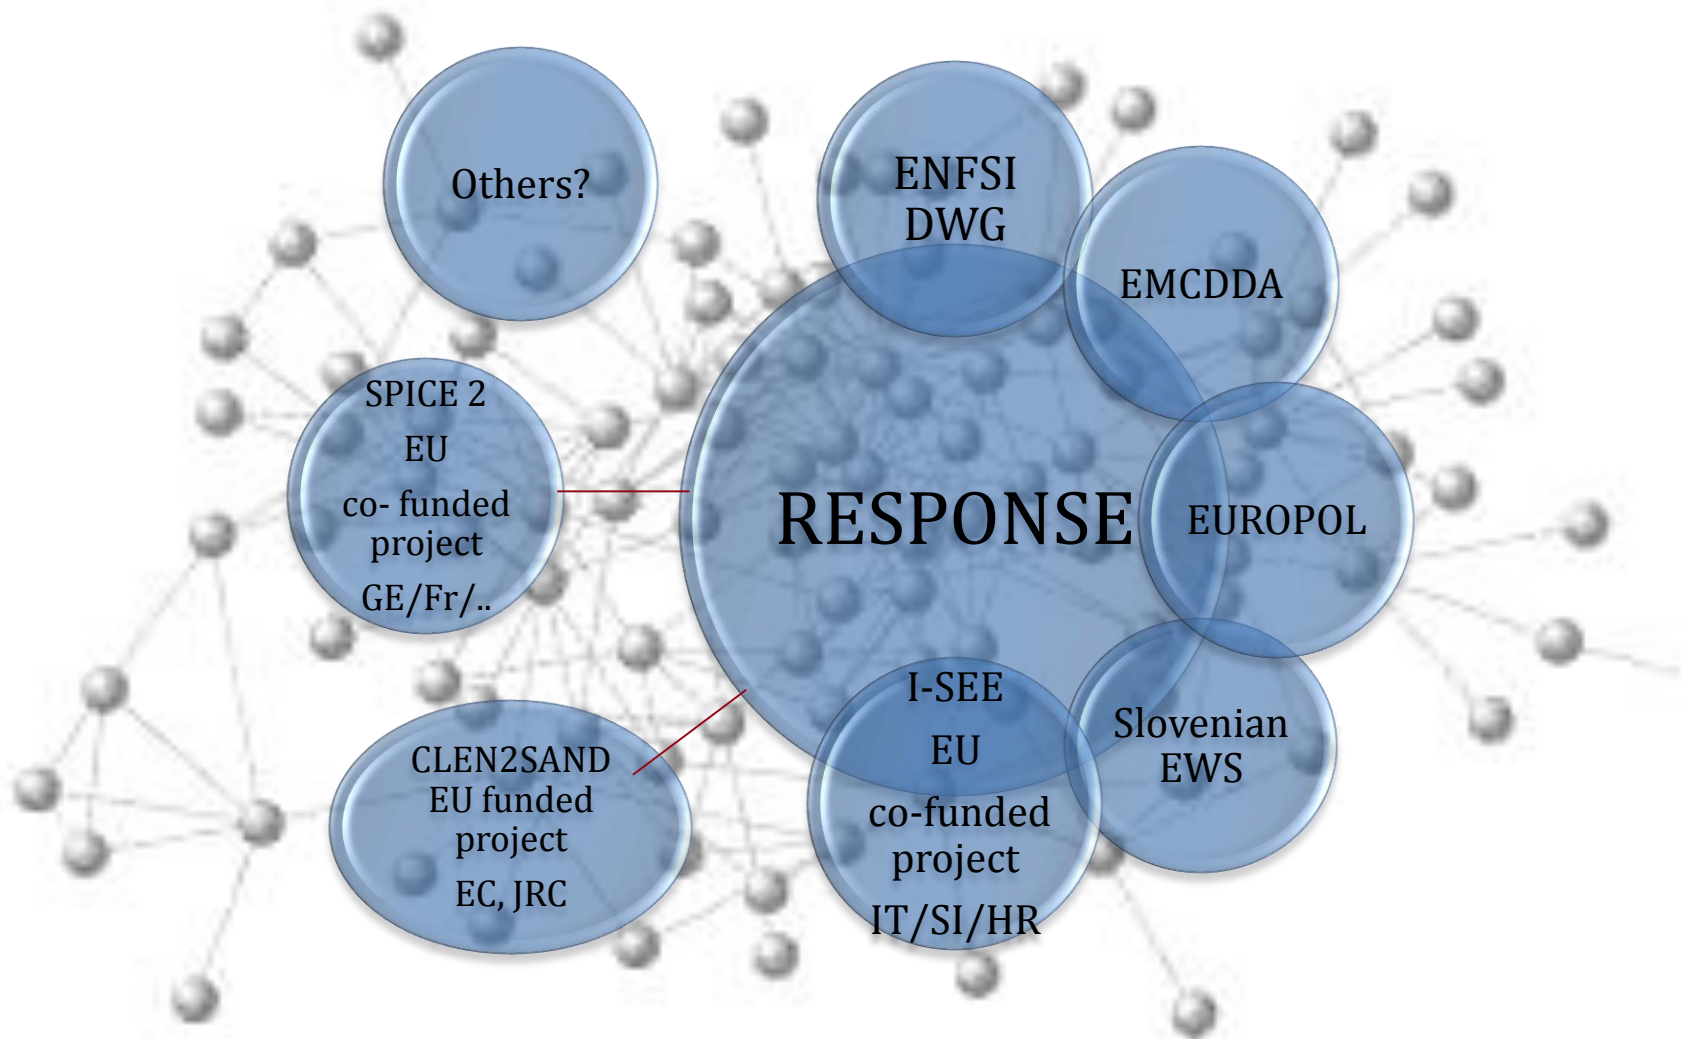 Others?
ENFSI
DWG
EMCDDA
SPICE 2
EU
co- funded
project
GE/Fr/..
RESPONSE
EUROPOL
CLEN2SAND
EU funded
project
EC, JRC
I-SEE
EU
co-funded
project
IT/SI/HR
Slovenian
EWS